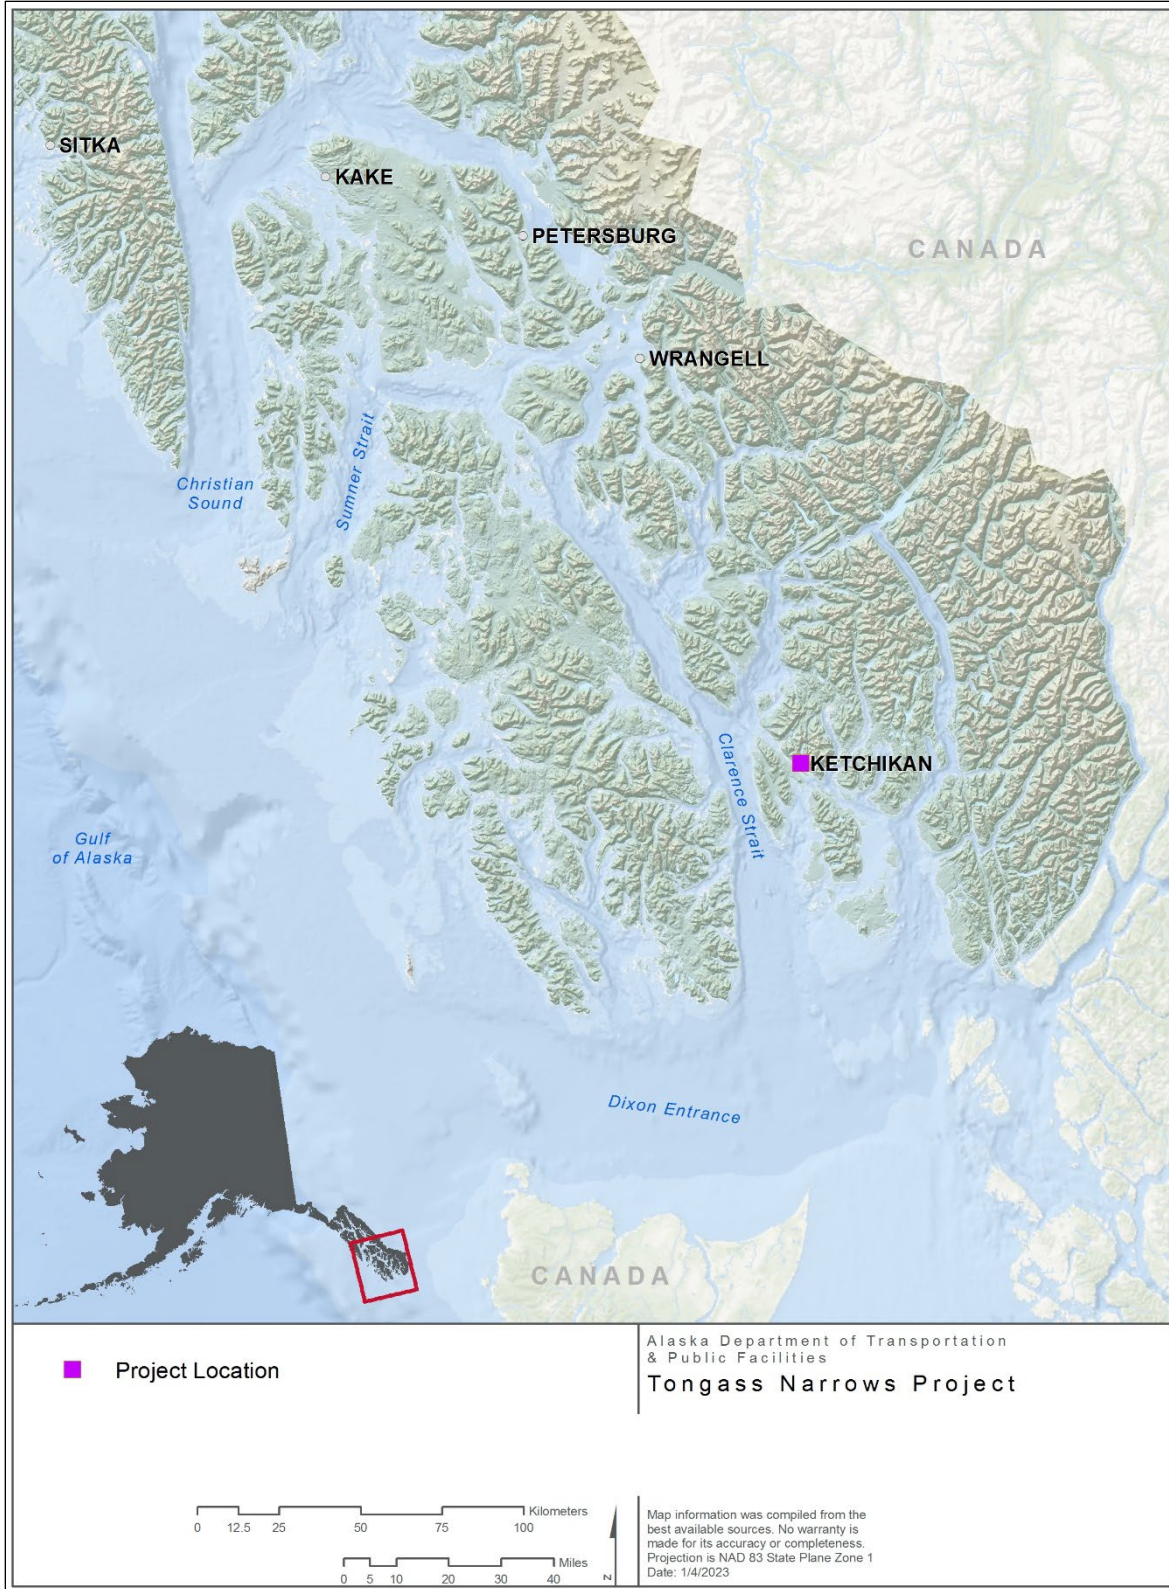 SITKA
KAKE
PETERSBURG
CANADA
WRANGELL
Sumner Strait
Christian
Sound
Clarence Strait
KETCHIKAN
Gulf
of Alaska
Dixon Entrance
CANADA
Project Location
Alaska Department of Transportation
& Public Facilities
Tongass Narrows Project
Kilometers
0 12.5 25 50 75 100
Miles
0 5 10 20 30 40
N
Map information was compiled from the
best available sources. No warranty is
made for its accuracy or completeness.
Projection is NAD 83 State Plane Zone 1
Date: 1/4/2023